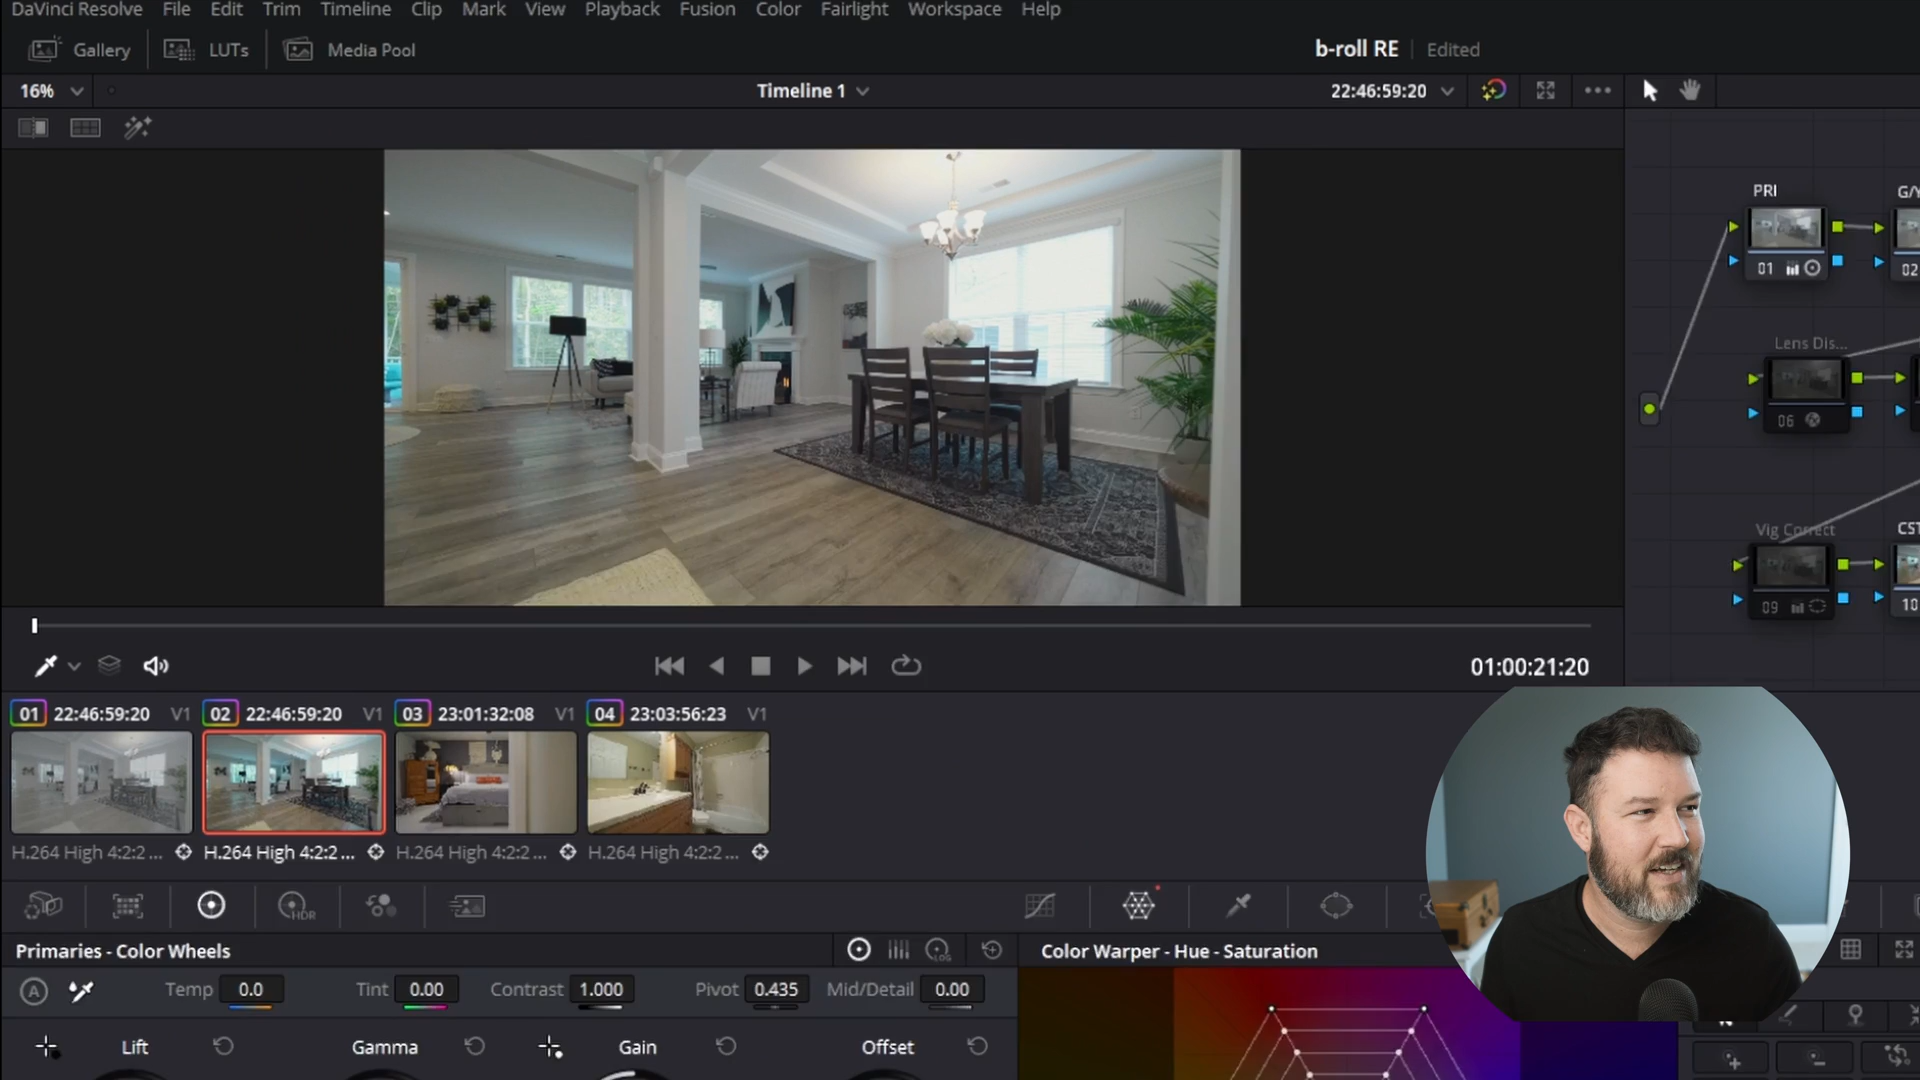 DaVinci Resolve File Edit Trim Timeline Clip Mark View Playback Fusion Color Fairlight Workspace Help
Gallery LUTs Media Pool b-roll RE Edited
16% Timeline 1 22:46:59:20
PRI
01
02
Lens Dis...
06
Vig Correct
09
10
01:00:21:20
01 22:46:59:20 V1 02 22:46:59:20 V1 03 23:01:32:08 V1 04 23:03:56:23 V1
H.264 High 4:2:2 ... H.264 High 4:2:2 ... H.264 High 4:2:2 ... H.264 High 4:2:2 ...
HDR
Primaries - Color Wheels LOG Color Warper - Hue - Saturation
A Temp 0.0 Tint 0.00 Contrast 1.000 Pivot 0.435 Mid/Detail 0.00
Lift Gamma Gain Offset